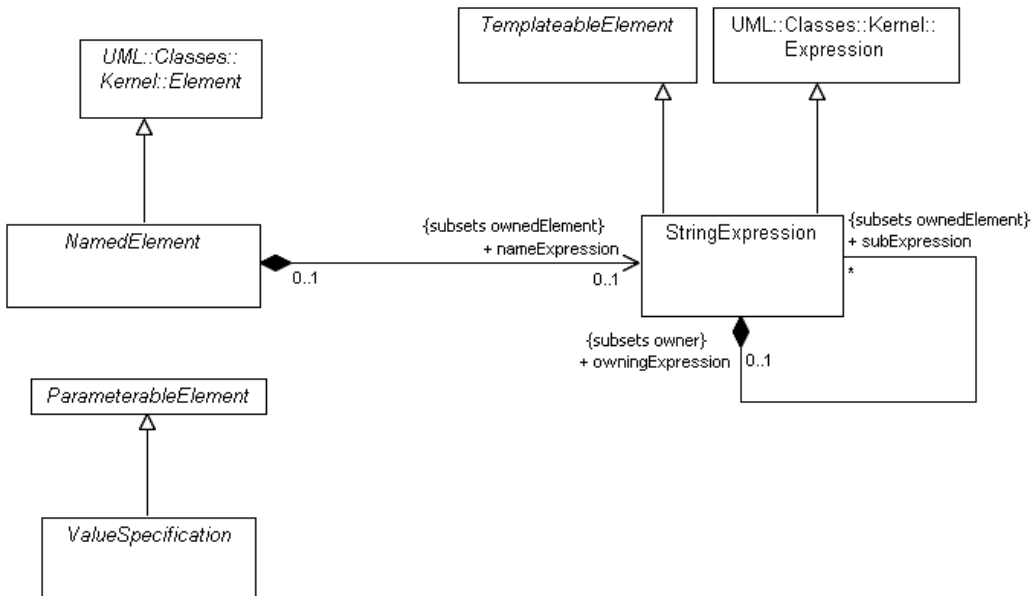 TemplateableElement
UML::Classes::Kernel::
Expression
UML::Classes::
Kernel::Element
NamedElement
{subsets ownedElement}
+ nameExpression
0..1
0..1
StringExpression
{subsets ownedElement}
+ subExpression
*
{subsets owner}
+ owningExpression
0..1
ParameterableElement
ValueSpecification